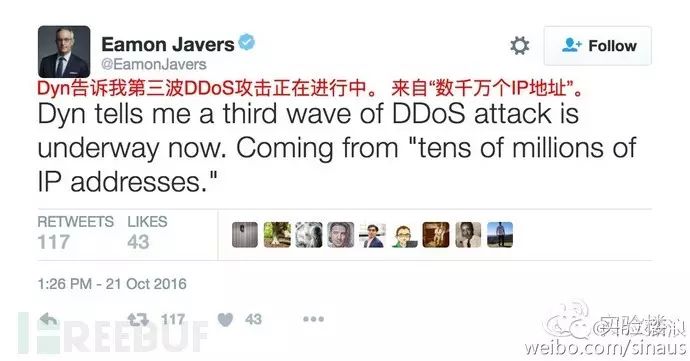 Eamon Javers
@EamonJavers
Follow
Dyn告诉我第三波DDoS攻击正在进行中。 来自“数千万个IP地址”。
Dyn tells me a third wave of DDoS attack is
underway now. Coming from "tens of millions of
IP addresses."
RETWEETS LIKES
117 43
1:26 PM - 21 Oct 2016
117 43
REEBUF
实验楼
weibo.com/sinaus